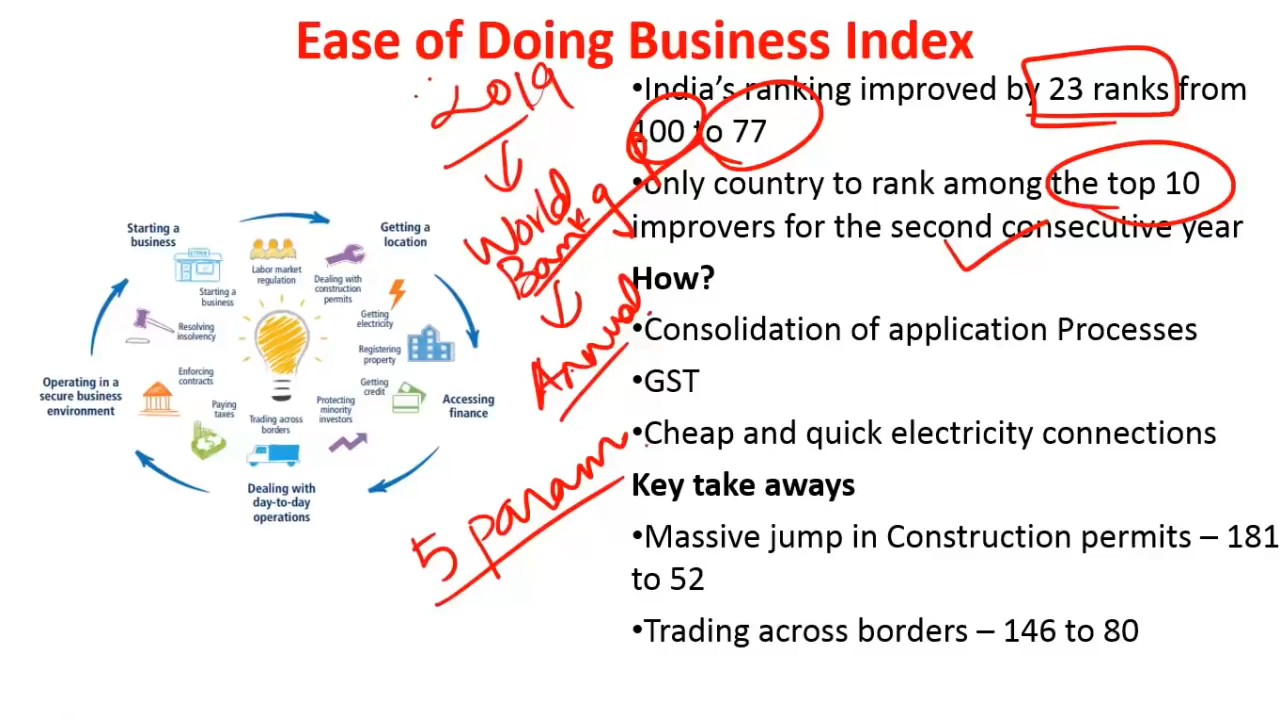 Ease of Doing Business Index
•India's ranking improved by 23 ranks from
100 to 77
•only country to rank among the top 10
improvers for the second consecutive year
How?
•Consolidation of application Processes
•GST
•Cheap and quick electricity connections
Key take aways
•Massive jump in Construction permits – 181
to 52
•Trading across borders – 146 to 80
2019
World
Bank
Annual
5 param
Starting a
business
Getting a
location
Labor market
regulation
Dealing with
construction
permits
Starting a
business
Getting
electricity
Resolving
insolvency
Registering
property
Enforcing
contracts
Getting
credit
Operating in a
secure business
environment
Accessing
finance
Paying
taxes
Trading across
borders
Protecting
minority
investors
Dealing with
day-to-day
operations